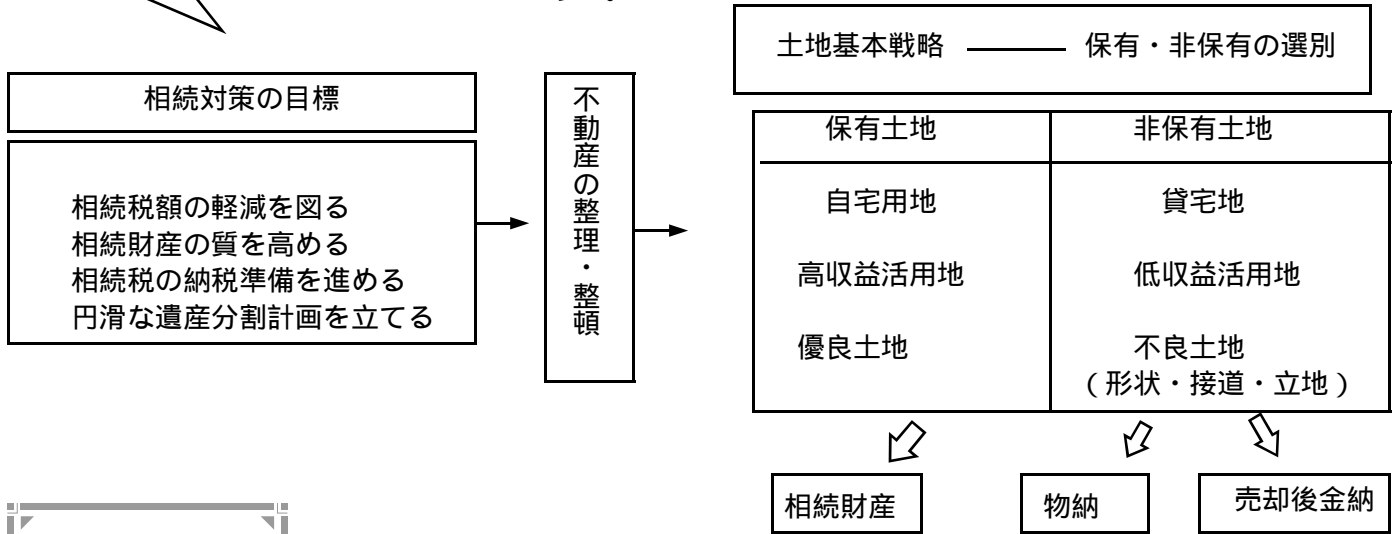 土地基本戦略 ―― 保有・非保有の選別
相続対策の目標
相続税額の軽減を図る
相続財産の質を高める
相続税の納税準備を進める
円滑な遺産分割計画を立てる
不動産の整理・整頓
保有土地 非保有土地
自宅用地 貸宅地
高収益活用地 低収益活用地
優良土地 不良土地
(形状・接道・立地)
相続財産 物納 売却後金納